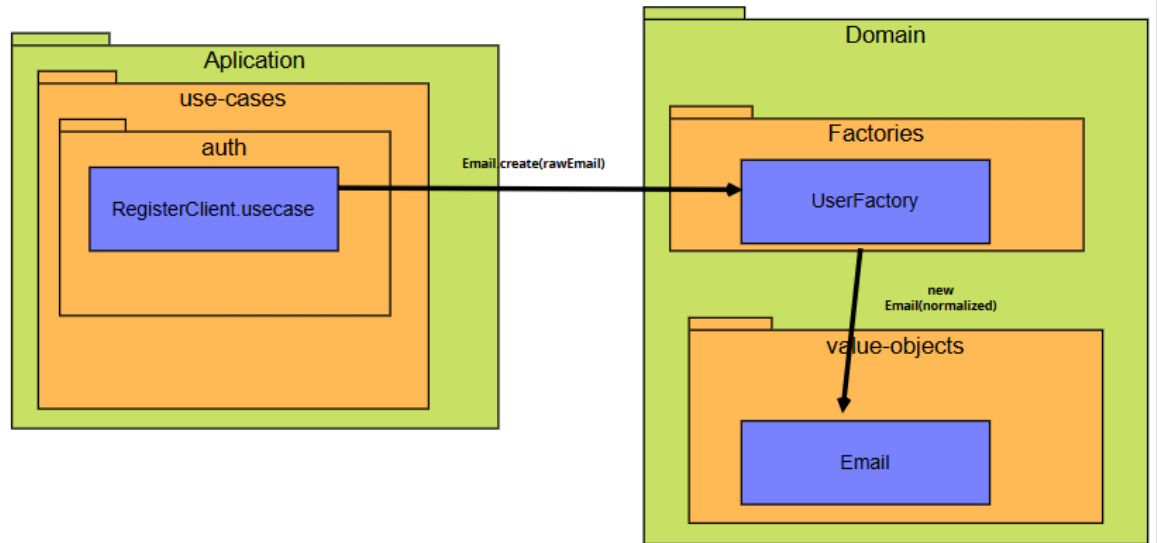 Aplication
use-cases
auth
RegisterClient.usecase
Email.create(rawEmail)
Domain
Factories
UserFactory
new
Email(normalized)
value-objects
Email